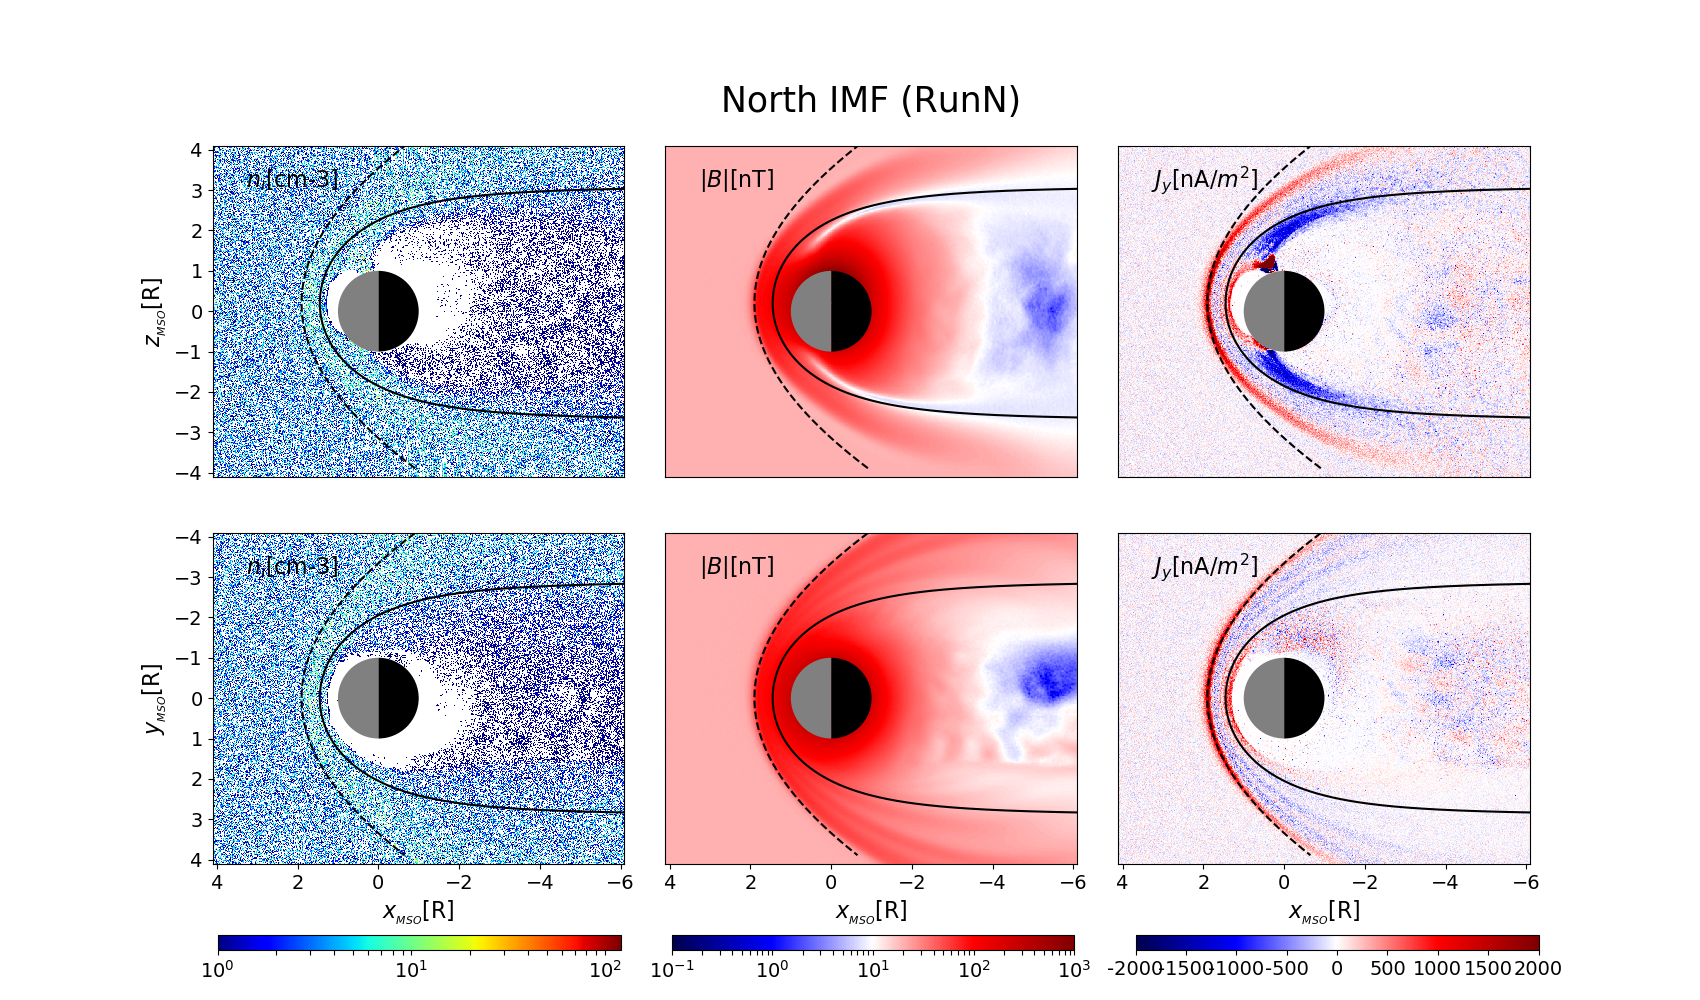 North IMF (RunN)
n_i[cm-3]
|B|[nT]
J_y[nA/m^2]
z_MSO[R]
4
3
2
1
0
−1
−2
−3
−4
n_i[cm-3]
|B|[nT]
J_y[nA/m^2]
y_MSO[R]
−4
−3
−2
−1
0
1
2
3
4
4 2 0 −2 −4 −6
4 2 0 −2 −4 −6
4 2 0 −2 −4 −6
x_MSO[R]
x_MSO[R]
x_MSO[R]
10^0 10^1 10^2
10^−1 10^0 10^1 10^2 10^3
-2000 -1500 -1000 -500 0 500 1000 1500 2000